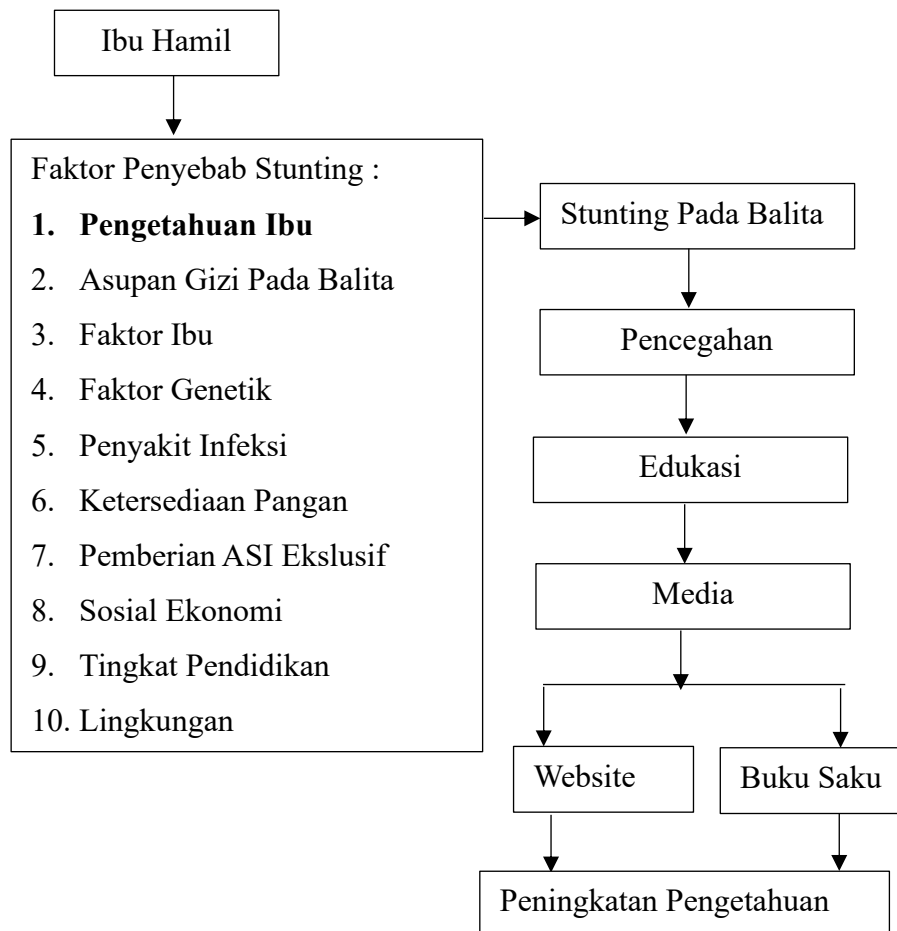 Ibu Hamil
Faktor Penyebab Stunting :
1. Pengetahuan Ibu
2. Asupan Gizi Pada Balita
3. Faktor Ibu
4. Faktor Genetik
5. Penyakit Infeksi
6. Ketersediaan Pangan
7. Pemberian ASI Ekslusif
8. Sosial Ekonomi
9. Tingkat Pendidikan
10. Lingkungan
Stunting Pada Balita
Pencegahan
Edukasi
Media
Website
Buku Saku
Peningkatan Pengetahuan